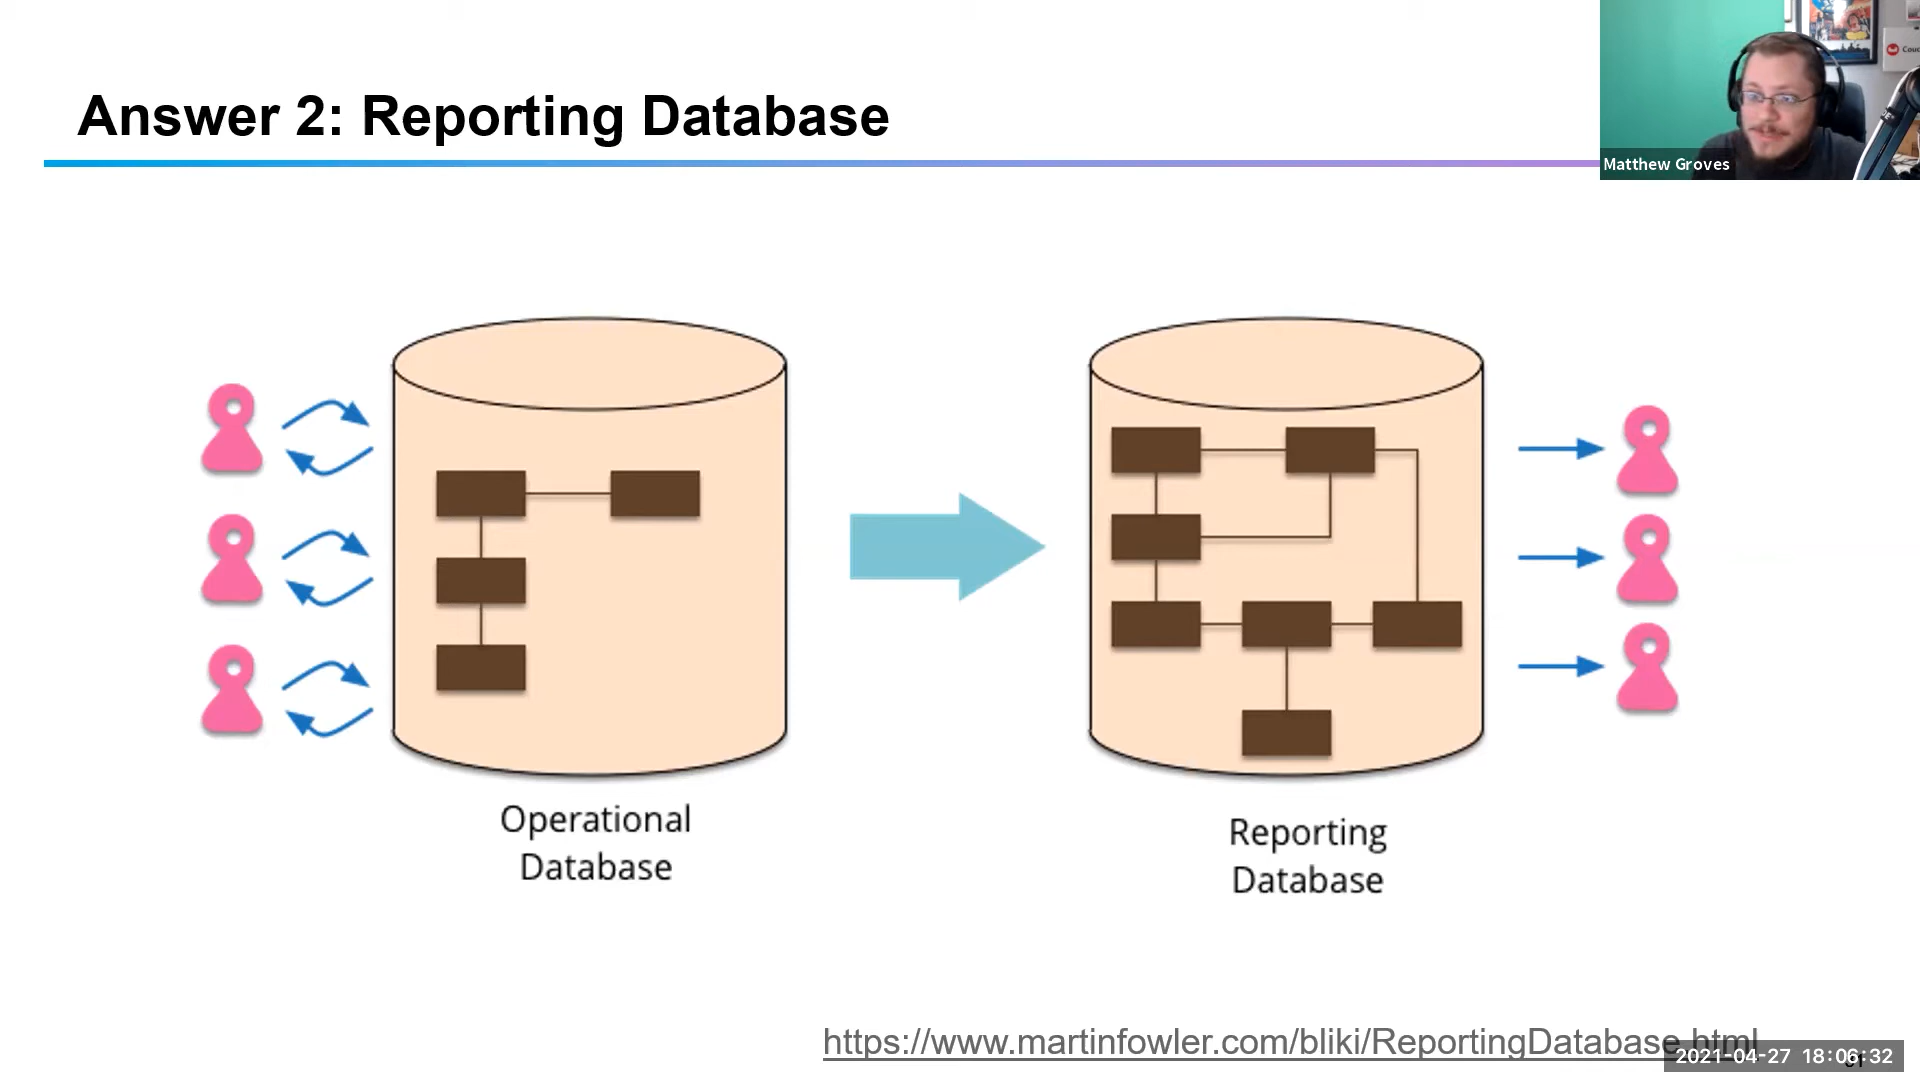 Answer 2: Reporting Database
Couc
Matthew Groves
Operational
Database
Reporting
Database
https://www.martinfowler.com/bliki/ReportingDatabase.html
2021-04-27 18:06:32